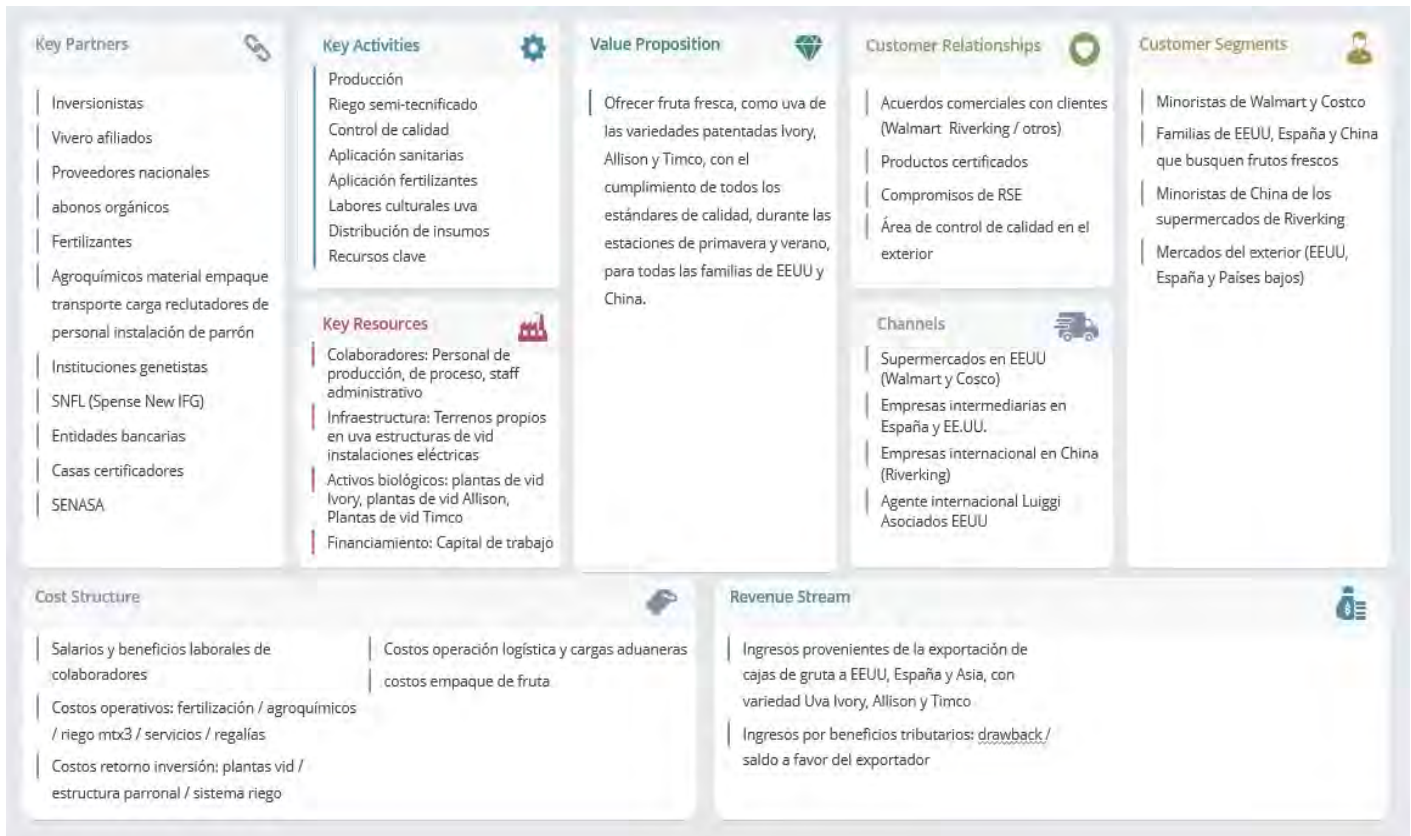 Key Partners
Inversionistas
Vivero afiliados
Proveedores nacionales
abonos orgánicos
Fertilizantes
Agroquímicos material empaque
transporte carga reclutadores de
personal instalación de parrón
Instituciones genetistas
SNFL (Spense New IFG)
Entidades bancarias
Casas certificadores
SENASA
Key Activities
Producción
Riego semi-tecnificado
Control de calidad
Aplicación sanitarias
Aplicación fertilizantes
Labores culturales uva
Distribución de insumos
Recursos clave
Key Resources
Colaboradores: Personal de
producción, de proceso, staff
administrativo
Infraestructura: Terrenos propios
en uva estructuras de vid
instalaciones eléctricas
Activos biológicos: plantas de vid
Ivory, plantas de vid Allison,
Plantas de vid Timco
Financiamiento: Capital de trabajo
Value Proposition
Ofrecer fruta fresca, como uva de
las variedades patentadas Ivory,
Allison y Timco, con el
cumplimiento de todos los
estándares de calidad, durante las
estaciones de primavera y verano,
para todas las familias de EEUU y
China.
Customer Relationships
Acuerdos comerciales con clientes
(Walmart Riverking / otros)
Productos certificados
Compromisos de RSE
Área de control de calidad en el
exterior
Channels
Supermercados en EEUU
(Walmart y Cosco)
Empresas intermediarias en
España y EE.UU.
Empresas internacional en China
(Riverking)
Agente internacional Luiggi
Asociados EEUU
Customer Segments
Minoristas de Walmart y Costco
Familias de EEUU, España y China
que busquen frutos frescos
Minoristas de China de los
supermercados de Riverking
Mercados del exterior (EEUU,
España y Países bajos)
Cost Structure
Salarios y beneficios laborales de
colaboradores
Costos operativos: fertilización / agroquímicos
/ riego mtx3 / servicios / regalías
Costos retorno inversión: plantas vid /
estructura parronal / sistema riego
Costos operación logística y cargas aduaneras
costos empaque de fruta
Revenue Stream
Ingresos provenientes de la exportación de
cajas de gruta a EEUU, España y Asia, con
variedad Uva Ivory, Allison y Timco
Ingresos por beneficios tributarios: drawback /
saldo a favor del exportador